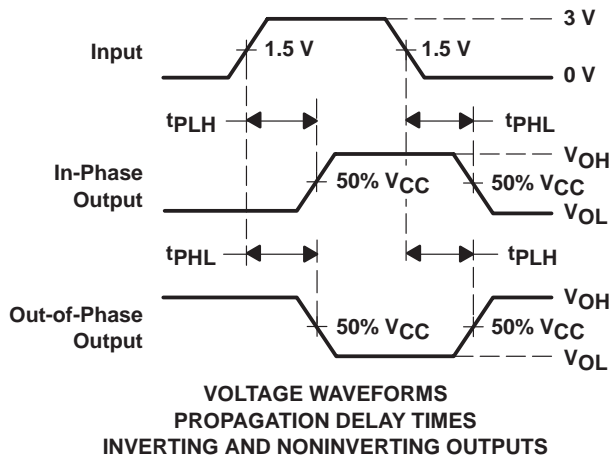 3 V
Input
1.5 V
1.5 V
0 V
tPLH
tPHL
In-Phase
Output
50% VCC
VOH
50% VCC
VOL
tPHL
tPLH
Out-of-Phase
Output
50% VCC
VOH
50% VCC
VOL
VOLTAGE WAVEFORMS
PROPAGATION DELAY TIMES
INVERTING AND NONINVERTING OUTPUTS